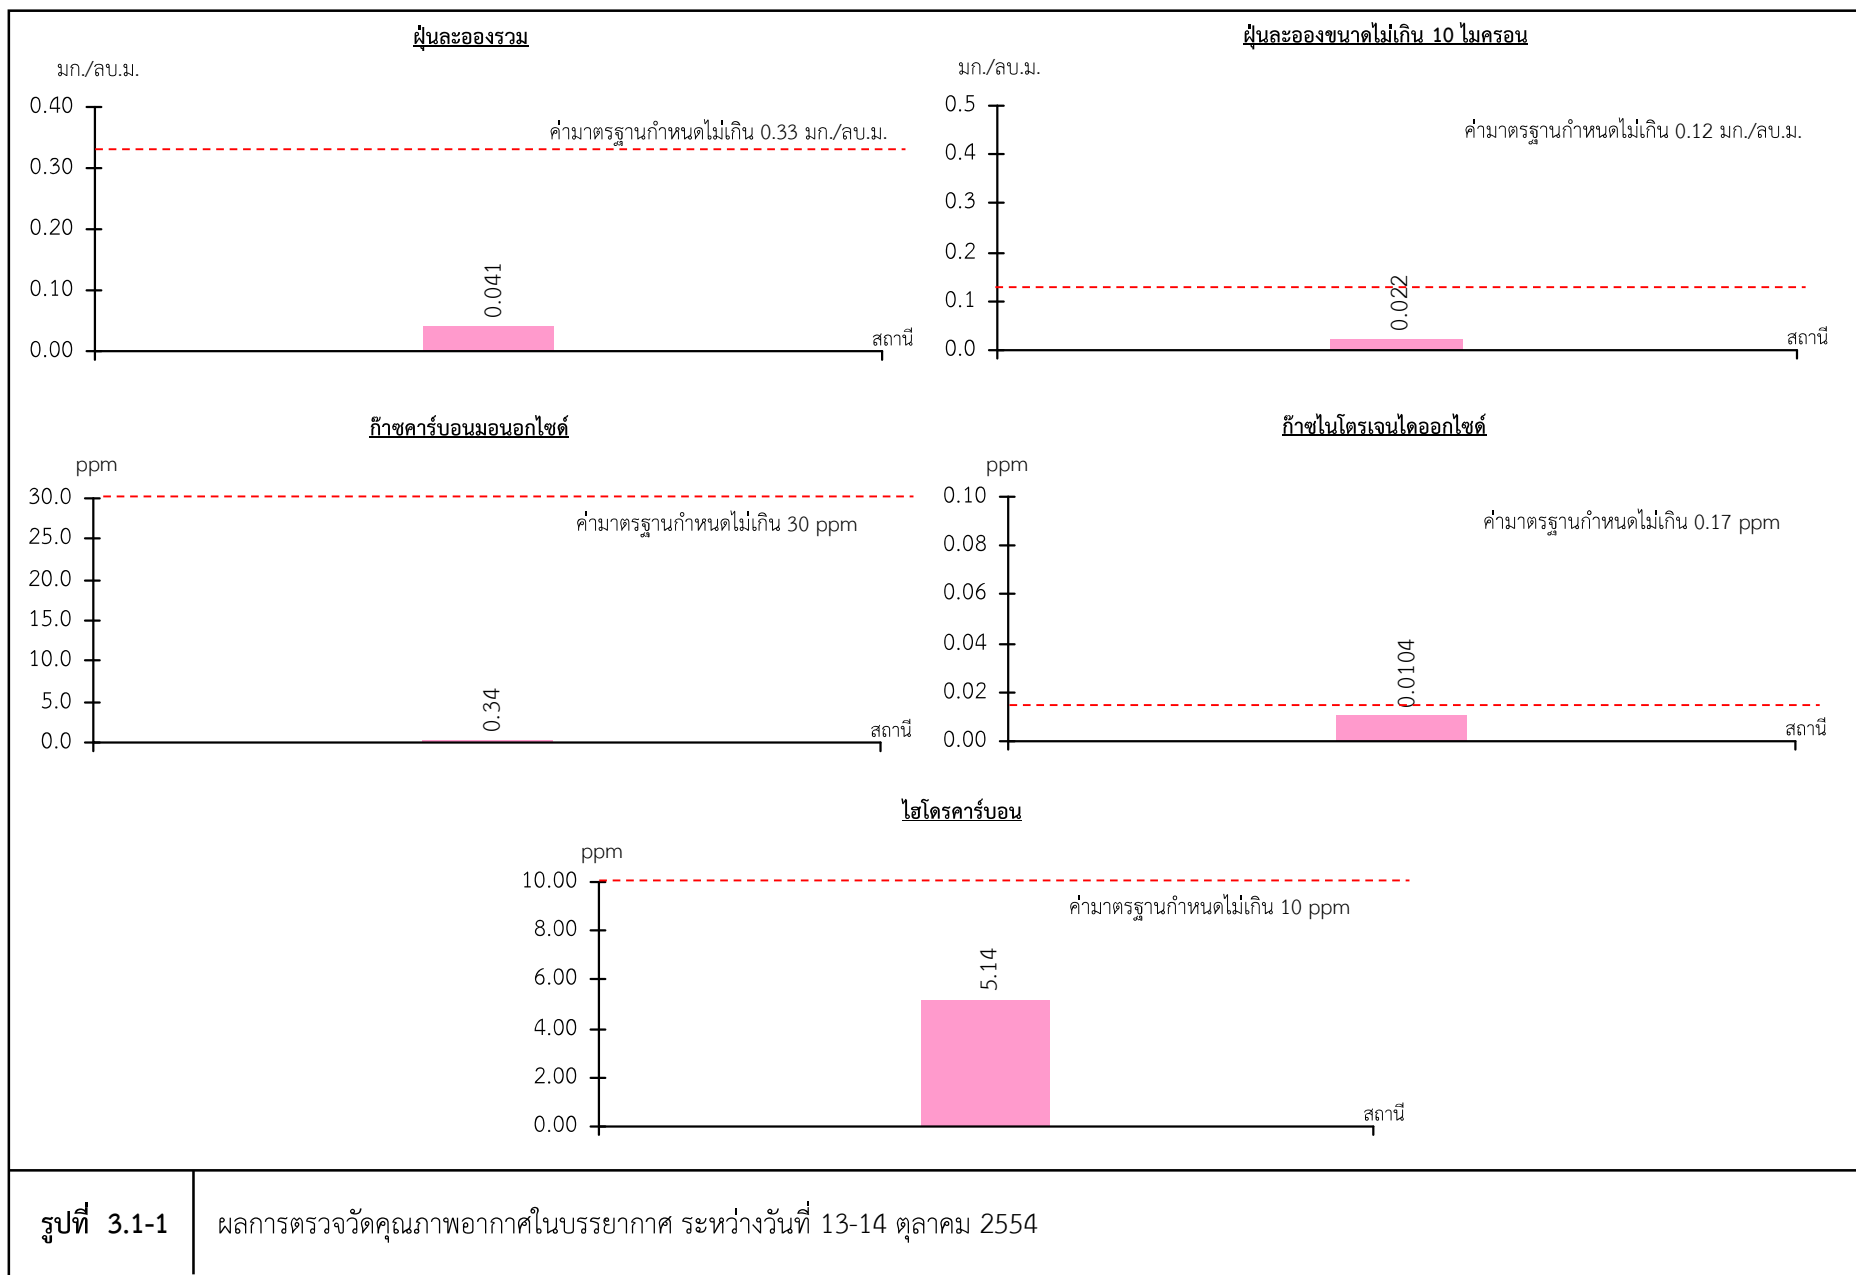 ฝุ่นละอองรวม
มก./ลบ.ม.
0.40
0.30
0.20
0.10
0.00
ค่ามาตรฐานกำหนดไม่เกิน 0.33 มก./ลบ.ม.
0.041
สถานี
ฝุ่นละอองขนาดไม่เกิน 10 ไมครอน
มก./ลบ.ม.
0.5
0.4
0.3
0.2
0.1
0.0
ค่ามาตรฐานกำหนดไม่เกิน 0.12 มก./ลบ.ม.
0.022
สถานี
ก๊าซคาร์บอนมอนอกไซด์
ppm
30.0
25.0
20.0
15.0
10.0
5.0
0.0
ค่ามาตรฐานกำหนดไม่เกิน 30 ppm
0.34
สถานี
ก๊าซไนโตรเจนไดออกไซด์
ppm
0.10
0.08
0.06
0.04
0.02
0.00
ค่ามาตรฐานกำหนดไม่เกิน 0.17 ppm
0.0104
สถานี
ไฮโดรคาร์บอน
ppm
10.00
8.00
6.00
4.00
2.00
0.00
ค่ามาตรฐานกำหนดไม่เกิน 10 ppm
5.14
สถานี
รูปที่ 3.1-1
ผลการตรวจวัดคุณภาพอากาศในบรรยากาศ ระหว่างวันที่ 13-14 ตุลาคม 2554